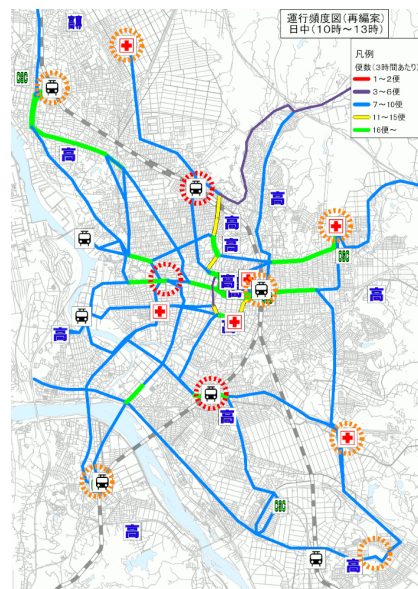 運行頻度図(再編案)
日中(10時～13時)
凡例
便数(3時間あたり)
1～2便
3～6便
7～10便
11～15便
16便～
高専
高
高
高
高
高
高
高
高
高
高